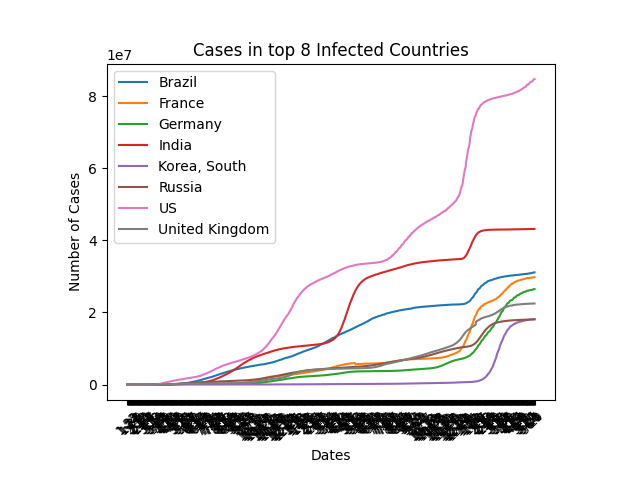 Cases in top 8 Infected Countries
1e7
Brazil
France
Germany
India
Korea, South
Russia
US
United Kingdom
8
6
4
2
0
Number of Cases
Dates